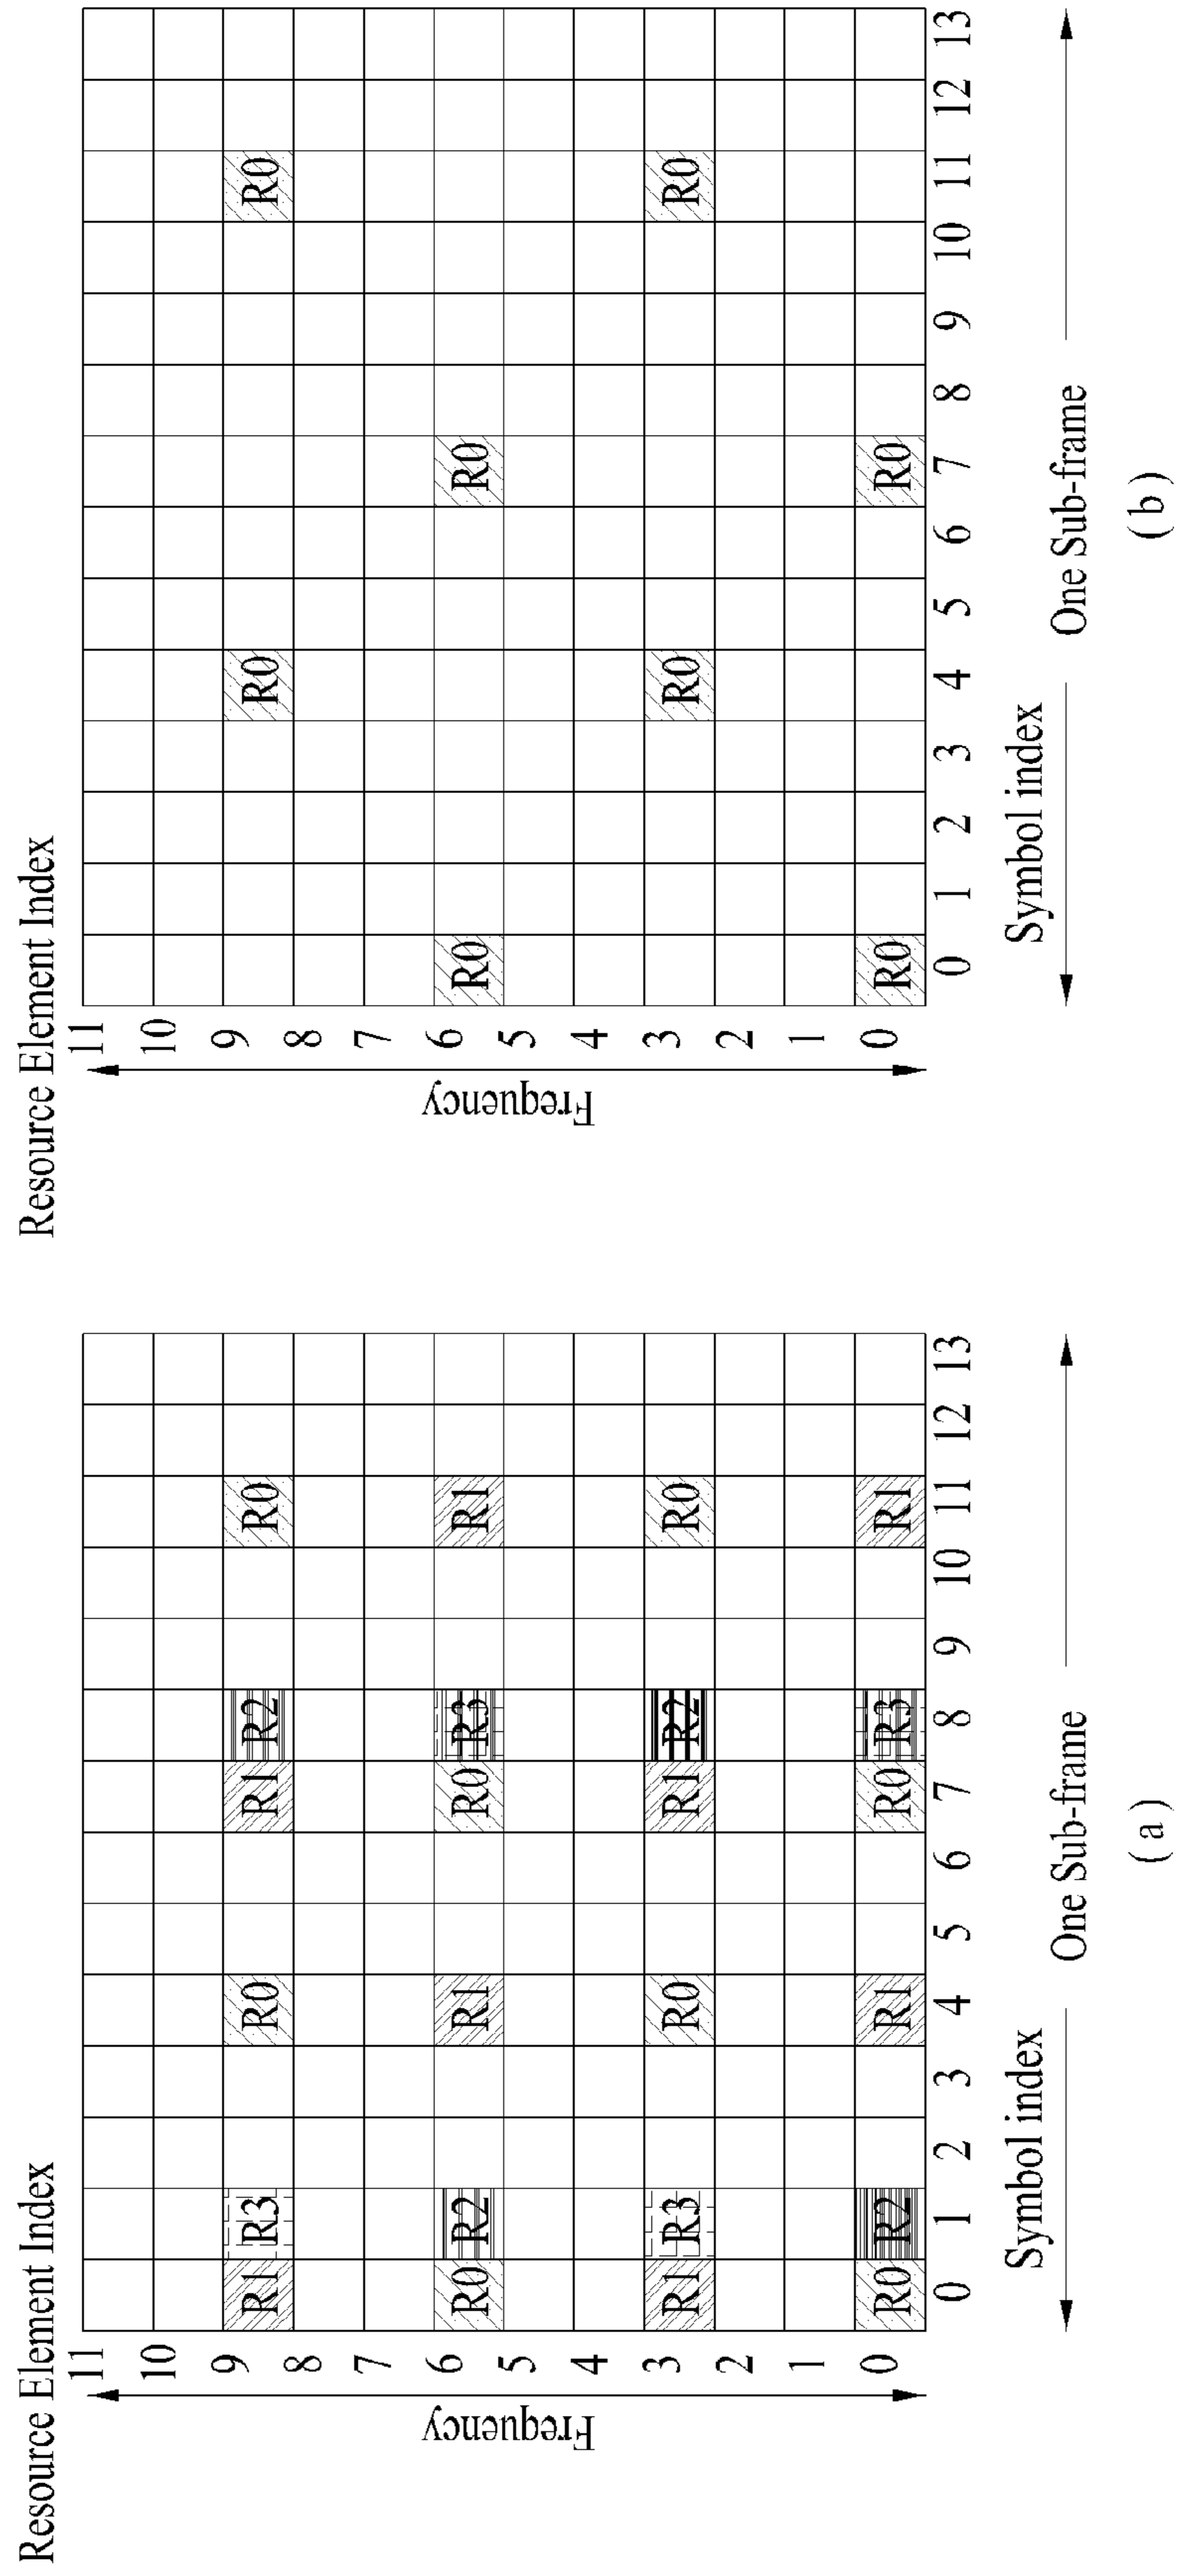 Resource Element Index
11
10
9 R1 R3 R0 R1 R2 R0
8
7
6 R0 R2 R1 R0 R3 R1
5
4
3 R1 R3 R0 R1 R2 R0
2
1
0 R0 R2 R1 R0 R3 R1
Frequency
0 1 2 3 4 5 6 7 8 9 10 11 12 13
Symbol index
One Sub-frame
( a )
Resource Element Index
11
10
9 R0 R0
8
7
6 R0 R0
5
4
3 R0 R0
2
1
0 R0 R0
Frequency
0 1 2 3 4 5 6 7 8 9 10 11 12 13
Symbol index
One Sub-frame
( b )